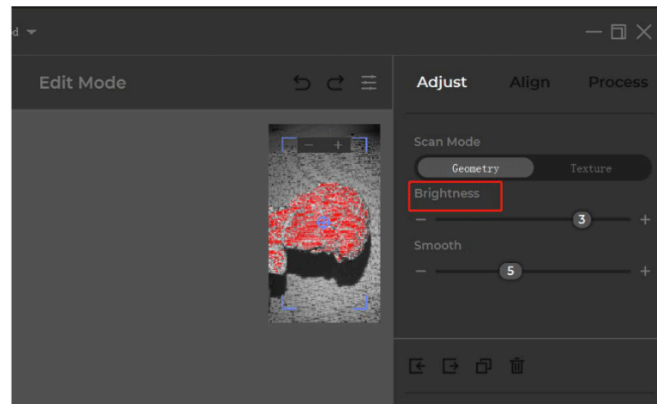 d
Edit Mode
Adjust Align Process
Scan Mode
Geometry Texture
Brightness
3
Smooth
5